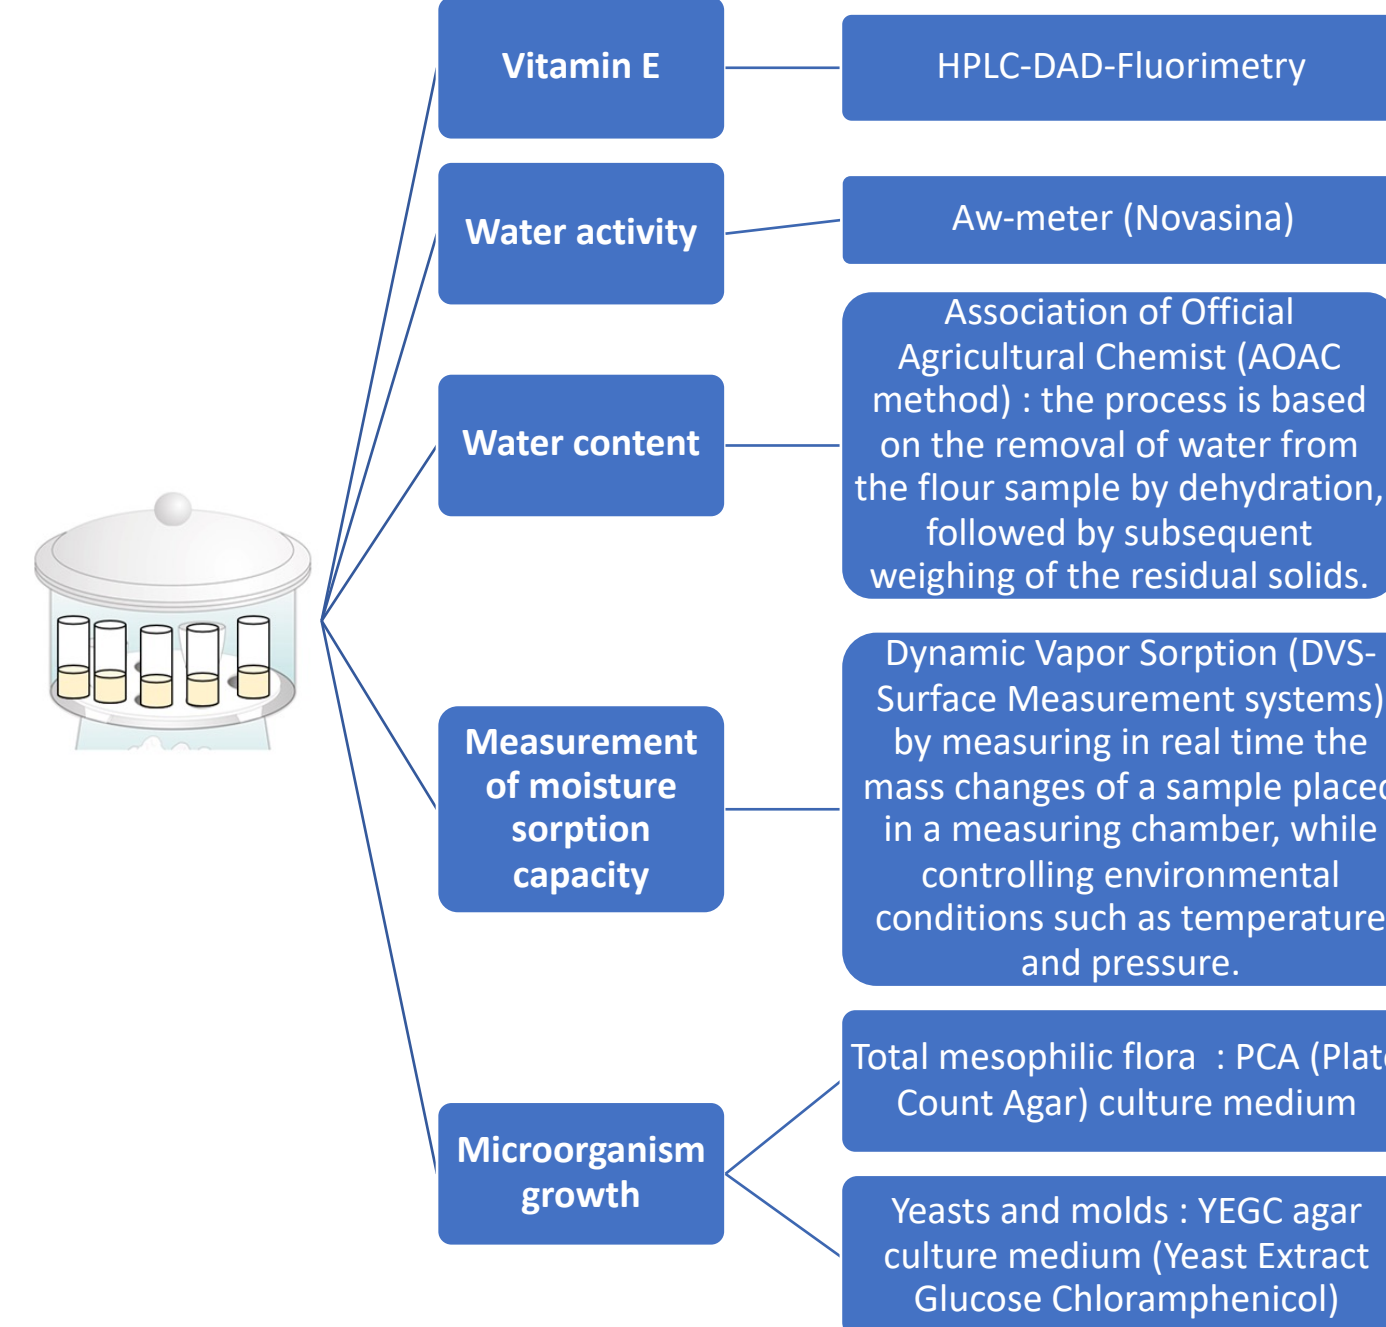 Vitamin E
HPLC-DAD-Fluorimetry
Water activity
Aw-meter (Novasina)
Water content
Association of Official
Agricultural Chemist (AOAC
method) : the process is based
on the removal of water from
the flour sample by dehydration,
followed by subsequent
weighing of the residual solids.
Measurement
of moisture
sorption
capacity
Dynamic Vapor Sorption (DVS-
Surface Measurement systems)
by measuring in real time the
mass changes of a sample placed
in a measuring chamber, while
controlling environmental
conditions such as temperature
and pressure.
Microorganism
growth
Total mesophilic flora : PCA (Plate
Count Agar) culture medium
Yeasts and molds : YEGC agar
culture medium (Yeast Extract
Glucose Chloramphenicol)